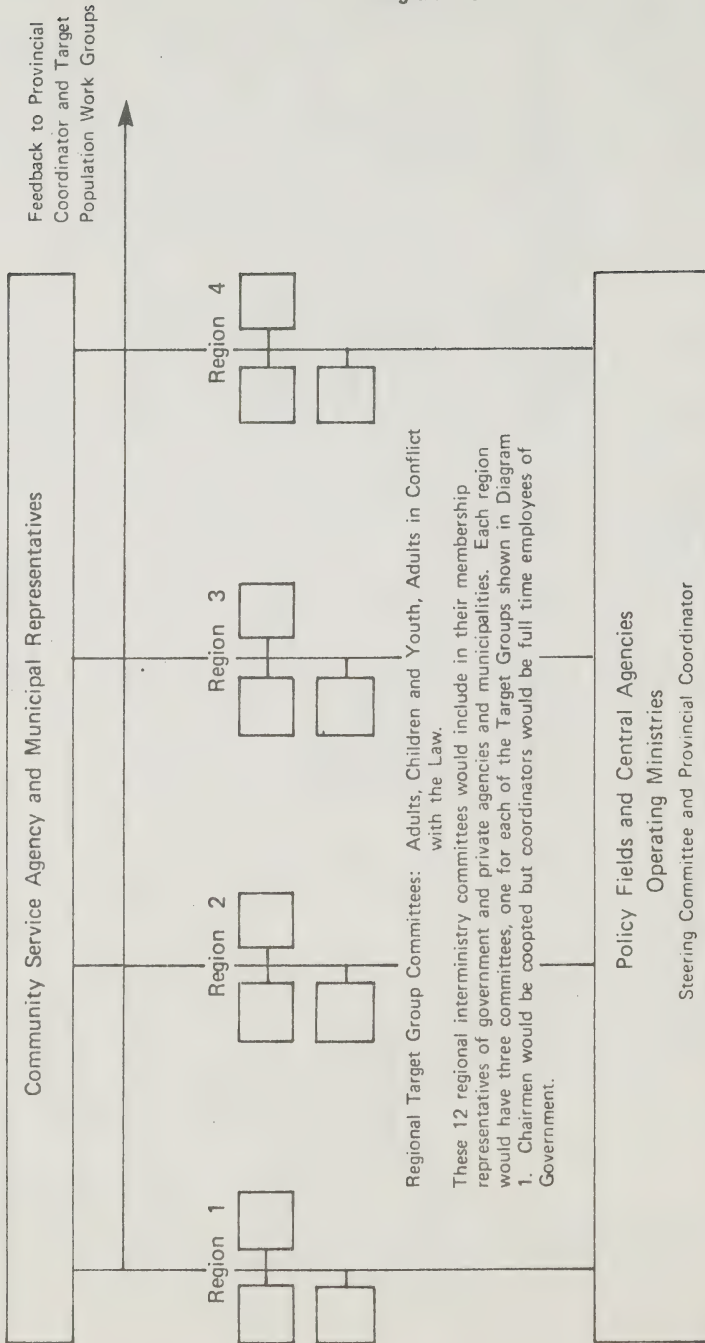 Feedback to Provincial
Coordinator and Target
Population Work Groups
Community Service Agency and Municipal Representatives
Region 1
Region 2
Region 3
Region 4
Regional Target Group Committees: Adults, Children and Youth, Adults in Conflict
with the Law.
These 12 regional interministry committees would include in their membership
representatives of government and private agencies and municipalities. Each region
would have three committees, one for each of the Target Groups shown in Diagram
1. Chairmen would be coopted but coordinators would be full time employees of
Government.
Policy Fields and Central Agencies
Operating Ministries
Steering Committee and Provincial Coordinator